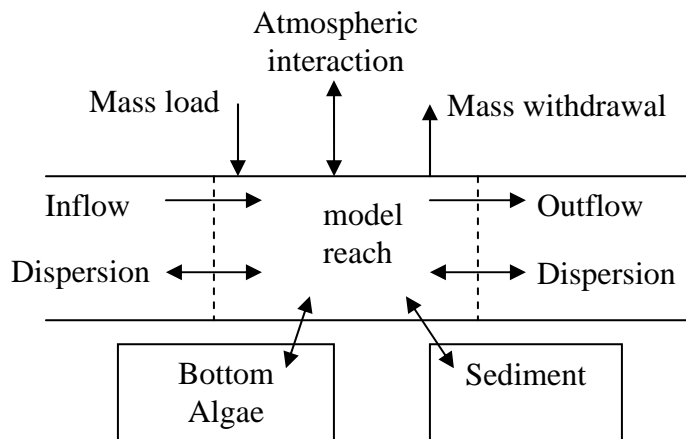 Atmospheric
interaction
Mass load
Mass withdrawal
Inflow
model
reach
Outflow
Dispersion
Dispersion
Bottom
Algae
Sediment